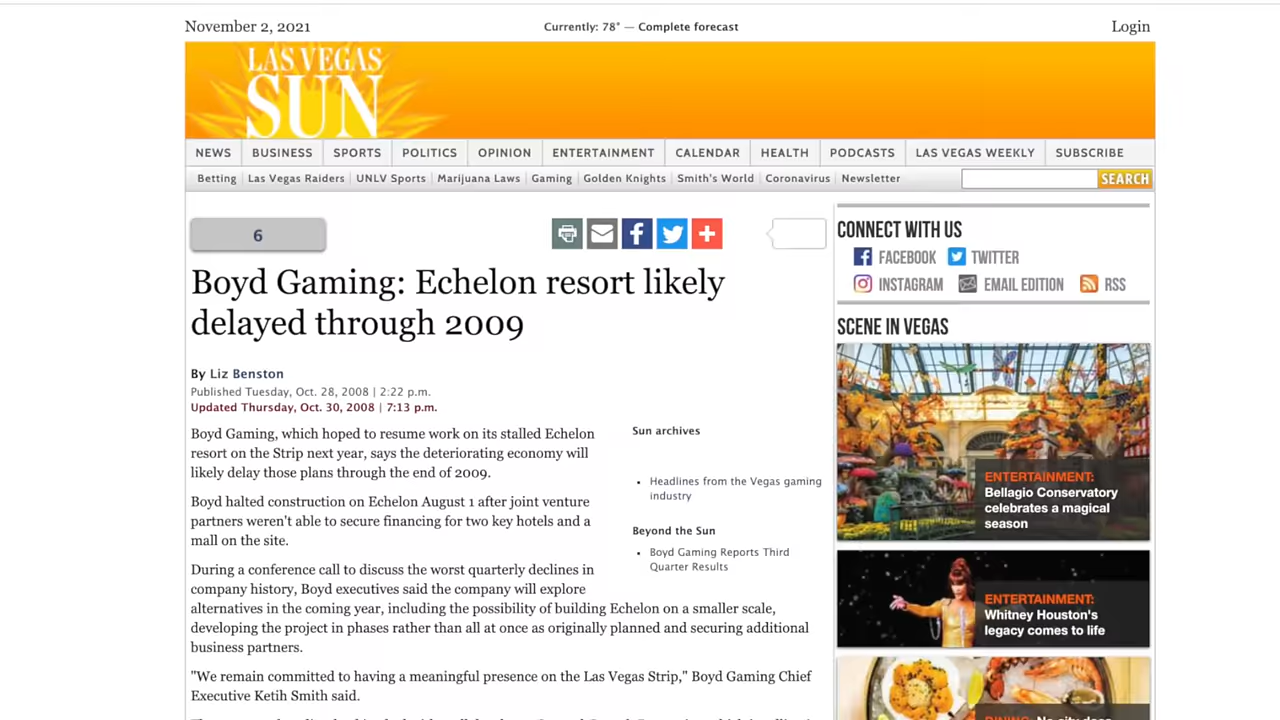 November 2, 2021
Currently: 78° — Complete forecast
Login
LAS VEGAS
SUN
NEWS
BUSINESS
SPORTS
POLITICS
OPINION
ENTERTAINMENT
CALENDAR
HEALTH
PODCASTS
LAS VEGAS WEEKLY
SUBSCRIBE
Betting
Las Vegas Raiders
UNLV Sports
Marijuana Laws
Gaming
Golden Knights
Smith's World
Coronavirus
Newsletter
SEARCH
6
Boyd Gaming: Echelon resort likely
delayed through 2009
By Liz Benston
Published Tuesday, Oct. 28, 2008 | 2:22 p.m.
Updated Thursday, Oct. 30, 2008 | 7:13 p.m.
Boyd Gaming, which hoped to resume work on its stalled Echelon
resort on the Strip next year, says the deteriorating economy will
likely delay those plans through the end of 2009.
Boyd halted construction on Echelon August 1 after joint venture
partners weren't able to secure financing for two key hotels and a
mall on the site.
During a conference call to discuss the worst quarterly declines in
company history, Boyd executives said the company will explore
alternatives in the coming year, including the possibility of building Echelon on a smaller scale,
developing the project in phases rather than all at once as originally planned and securing additional
business partners.
"We remain committed to having a meaningful presence on the Las Vegas Strip," Boyd Gaming Chief
Executive Ketih Smith said.
Sun archives
Headlines from the Vegas gaming
industry
Beyond the Sun
Boyd Gaming Reports Third
Quarter Results
CONNECT WITH US
FACEBOOK
TWITTER
INSTAGRAM
EMAIL EDITION
RSS
SCENE IN VEGAS
ENTERTAINMENT:
Bellagio Conservatory
celebrates a magical
season
ENTERTAINMENT:
Whitney Houston's
legacy comes to life